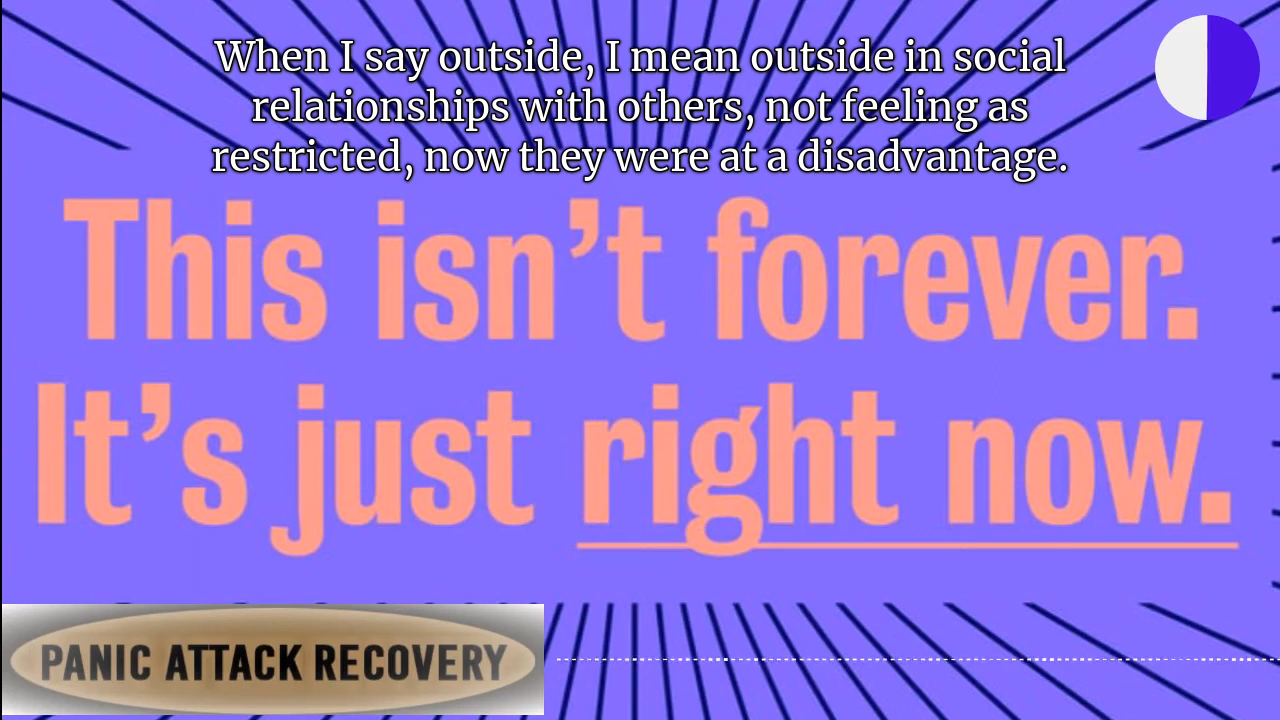 When I say outside, I mean outside in social
relationships with others, not feeling as
restricted, now they were at a disadvantage.
This isn’t forever.
It’s just right now.
PANIC ATTACK RECOVERY